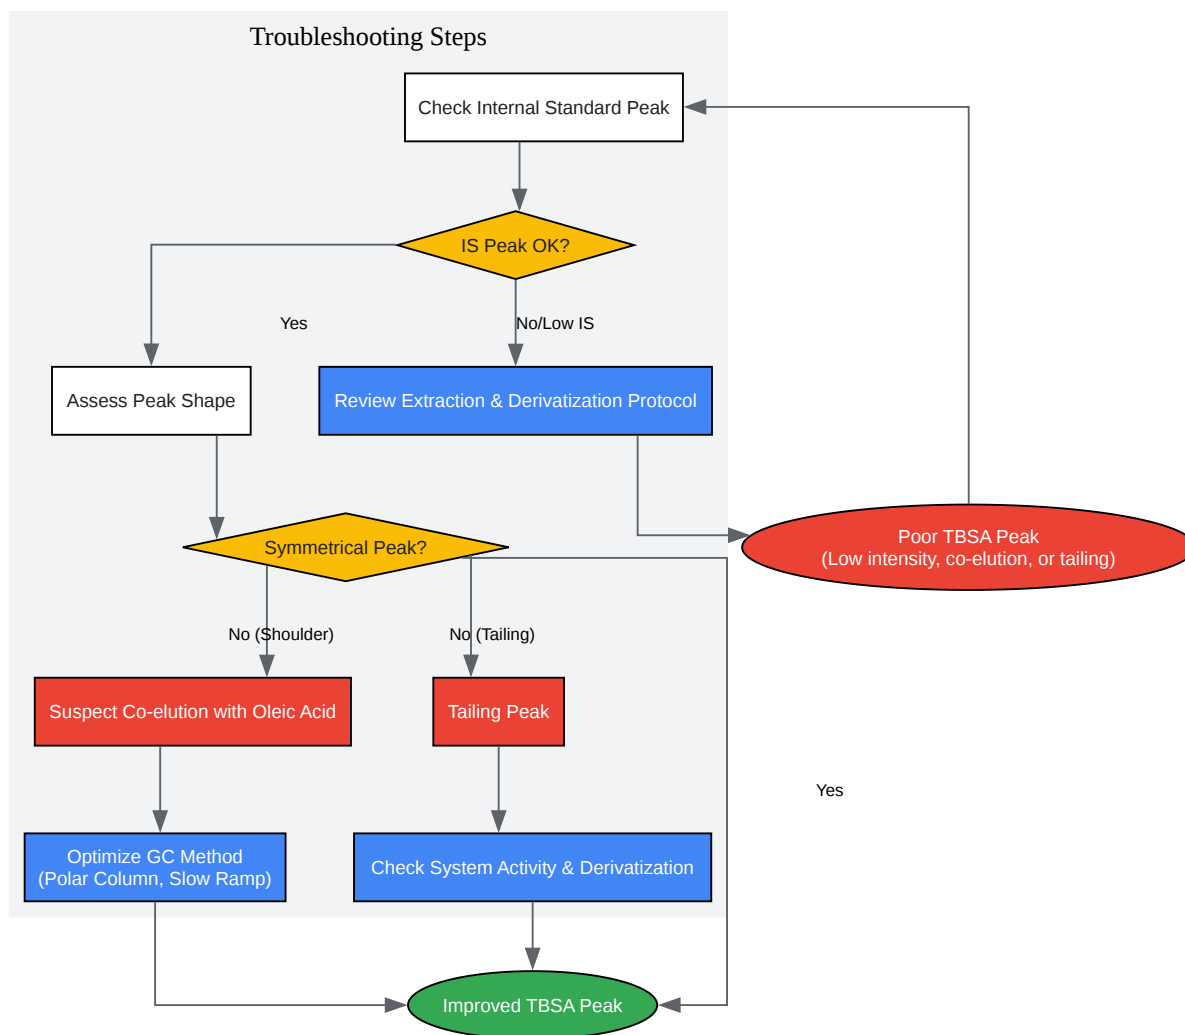 Troubleshooting Steps
Check Internal Standard Peak
IS Peak OK?
Yes
No/Low IS
Assess Peak Shape
Review Extraction & Derivatization Protocol
Symmetrical Peak?
Poor TBSA Peak
(Low intensity, co-elution, or tailing)
No (Shoulder)
No (Tailing)
Suspect Co-elution with Oleic Acid
Tailing Peak
Yes
Optimize GC Method
(Polar Column, Slow Ramp)
Check System Activity & Derivatization
Improved TBSA Peak